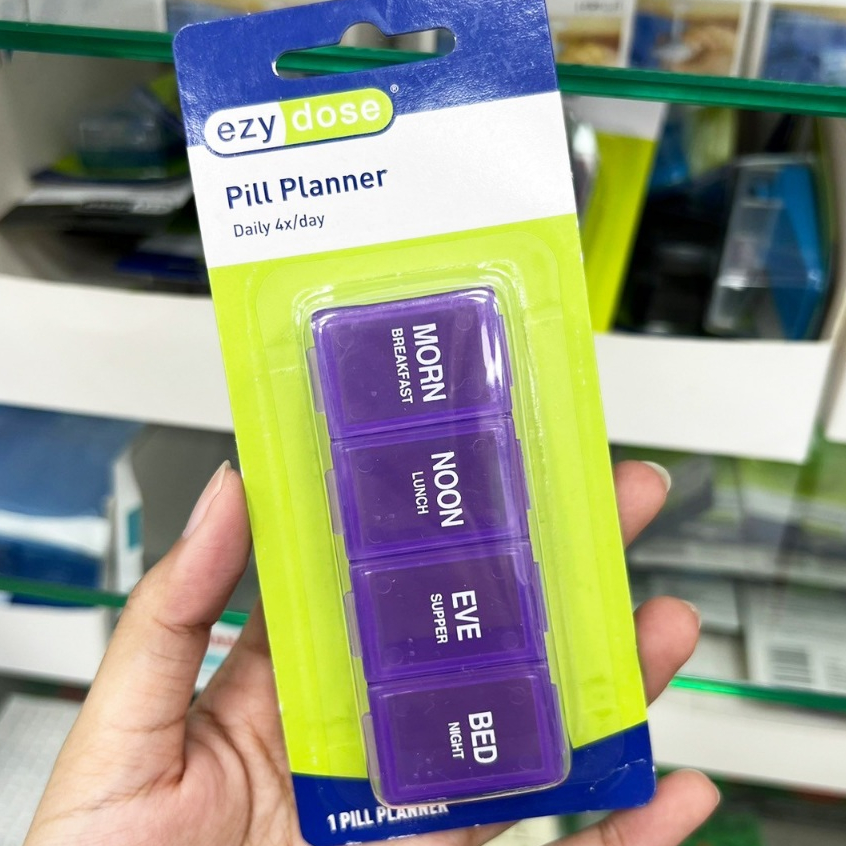 ezy dose®
Pill Planner
Daily 4x/day
MORN
BREAKFAST
NOON
LUNCH
EVE
SUPPER
BED
NIGHT
1 PILL PLANNER